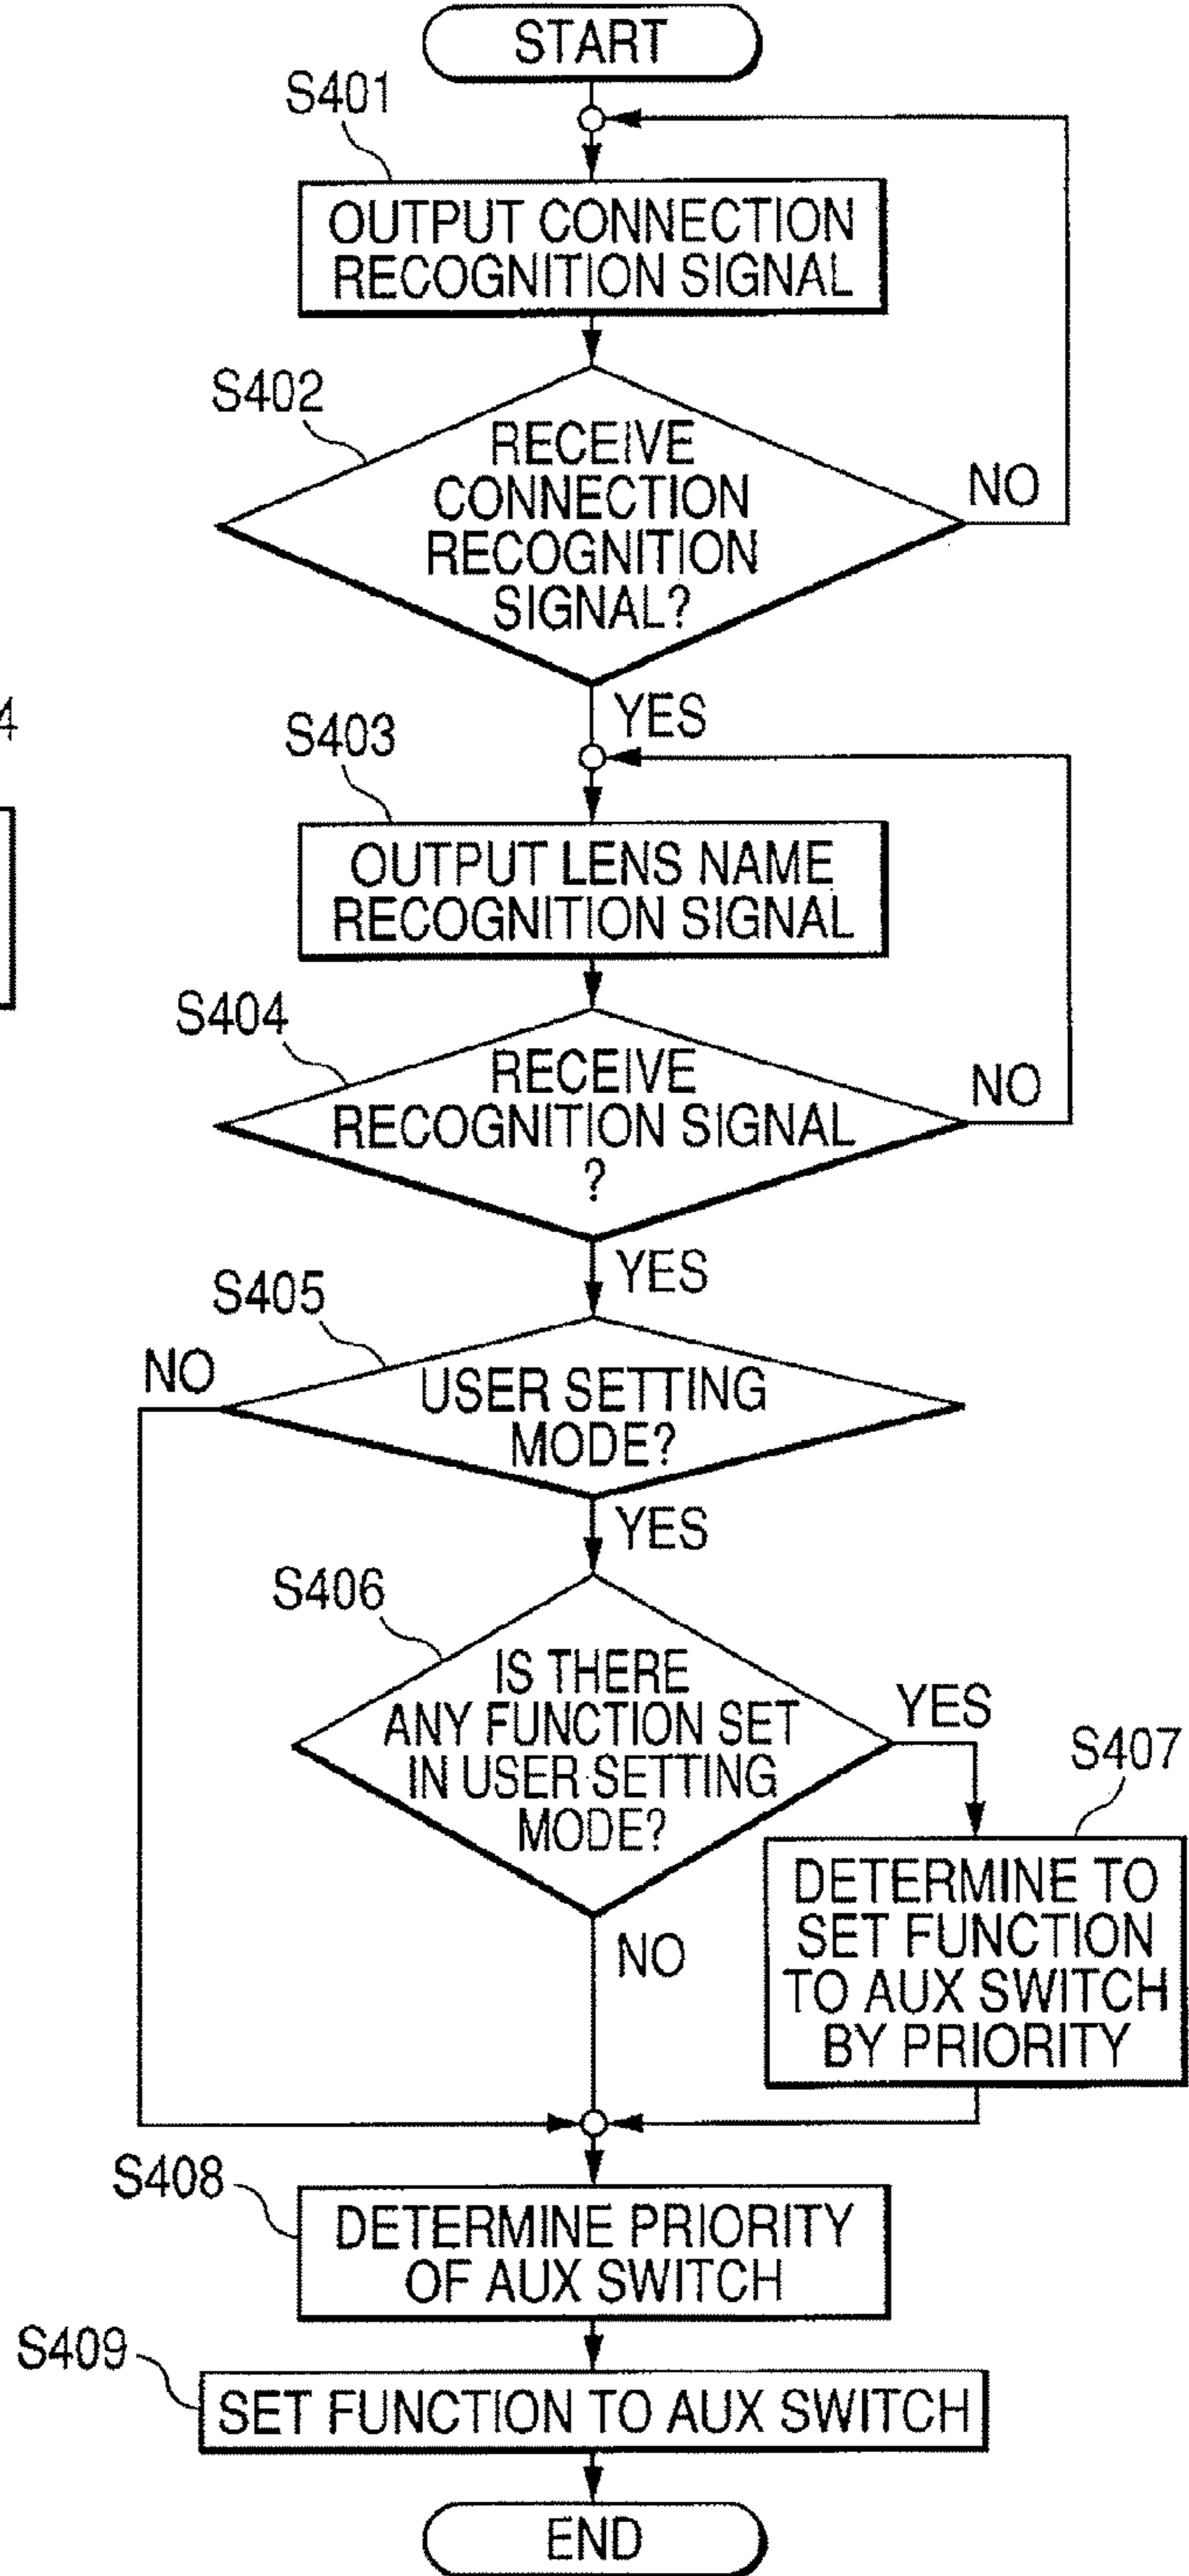 START
S401
OUTPUT CONNECTION
RECOGNITION SIGNAL
S402
RECEIVE
CONNECTION
RECOGNITION
SIGNAL?
NO
YES
4
S403
OUTPUT LENS NAME
RECOGNITION SIGNAL
S404
RECEIVE
RECOGNITION SIGNAL
?
NO
YES
S405
NO
USER SETTING
MODE?
YES
S406
IS THERE
ANY FUNCTION SET
IN USER SETTING
MODE?
YES
S407
DETERMINE TO
SET FUNCTION
TO AUX SWITCH
BY PRIORITY
NO
S408
DETERMINE PRIORITY
OF AUX SWITCH
S409
SET FUNCTION TO AUX SWITCH
END